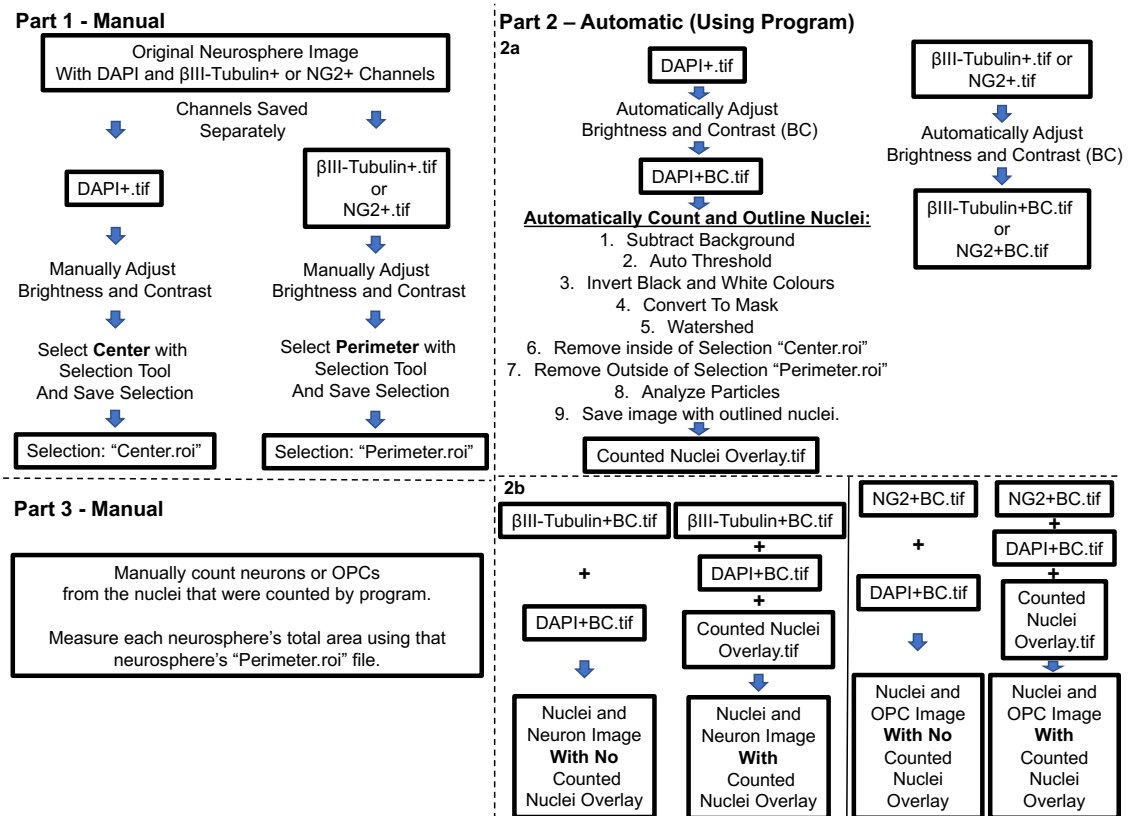 Part 1 - Manual
Original Neurosphere Image
With DAPI and βIII-Tubulin+ or NG2+ Channels
Channels Saved
Separately
DAPI+.tif
Manually Adjust
Brightness and Contrast
Select Center with
Selection Tool
And Save Selection
Selection: “Center.roi”
βIII-Tubulin+.tif
or
NG2+.tif
Manually Adjust
Brightness and Contrast
Select Perimeter with
Selection Tool
And Save Selection
Selection: “Perimeter.roi”
Part 2 – Automatic (Using Program)
2a
DAPI+.tif
Automatically Adjust
Brightness and Contrast (BC)
DAPI+BC.tif
Automatically Count and Outline Nuclei:
1. Subtract Background
2. Auto Threshold
3. Invert Black and White Colours
4. Convert To Mask
5. Watershed
6. Remove inside of Selection “Center.roi”
7. Remove Outside of Selection “Perimeter.roi”
8. Analyze Particles
9. Save image with outlined nuclei.
Counted Nuclei Overlay.tif
βIII-Tubulin+.tif or
NG2+.tif
Automatically Adjust
Brightness and Contrast (BC)
βIII-Tubulin+BC.tif
or
NG2+BC.tif
2b
βIII-Tubulin+BC.tif
+
DAPI+BC.tif
Nuclei and
Neuron Image
With No
Counted
Nuclei Overlay
βIII-Tubulin+BC.tif
+
DAPI+BC.tif
+
Counted Nuclei
Overlay.tif
Nuclei and
Neuron Image
With
Counted
Nuclei Overlay
NG2+BC.tif
+
DAPI+BC.tif
Nuclei and
OPC Image
With No
Counted
Nuclei
Overlay
NG2+BC.tif
+
DAPI+BC.tif
+
Counted
Nuclei
Overlay.tif
Nuclei and
OPC Image
With
Counted
Nuclei
Overlay
Part 3 - Manual
Manually count neurons or OPCs
from the nuclei that were counted by program.
Measure each neurosphere’s total area using that
neurosphere’s “Perimeter.roi” file.